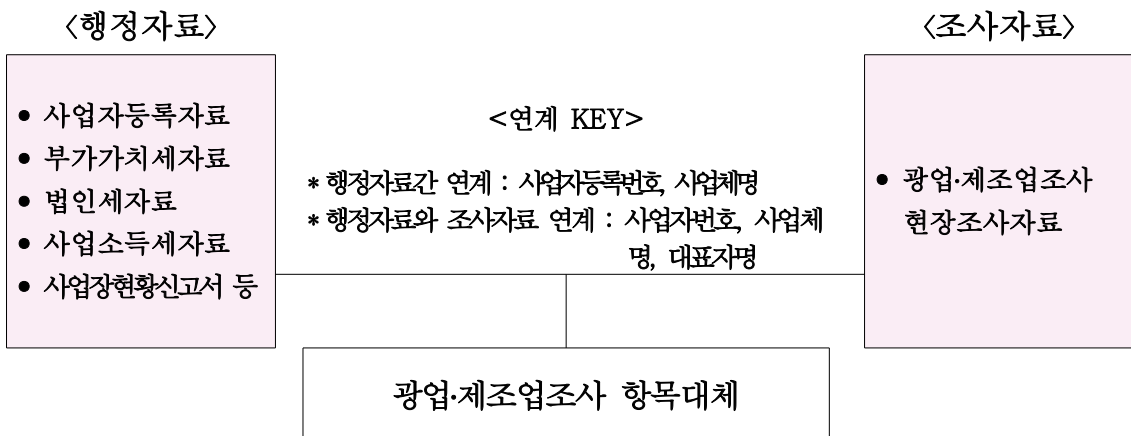 <행정자료>
• 사업자등록자료
• 부가가치세자료
• 법인세자료
• 사업소득세자료
• 사업장현황신고서 등
<연계 KEY>
* 행정자료간 연계 : 사업자등록번호, 사업체명
* 행정자료와 조사자료 연계 : 사업자번호, 사업체
명, 대표자명
<조사자료>
• 광업·제조업조사
현장조사자료
광업·제조업조사 항목대체